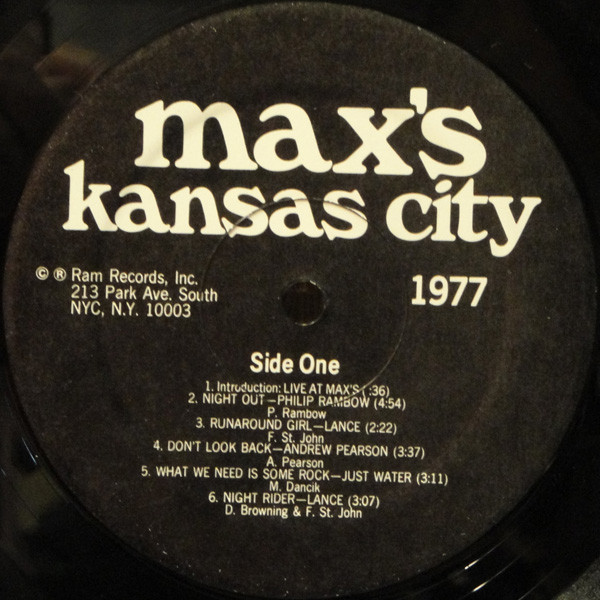 max's
kansas city
© ® Ram Records, Inc.
213 Park Ave. South
NYC, N.Y. 10003
1977
Side One
1. Introduction: LIVE AT MAX'S (:36)
2. NIGHT OUT—PHILIP RAMBOW (4:54)
P. Rambow
3. RUNAROUND GIRL—LANCE (2:22)
F. St. John
4. DON'T LOOK BACK—ANDREW PEARSON (3:37)
A. Pearson
5. WHAT WE NEED IS SOME ROCK—JUST WATER (3:11)
M. Dancik
6. NIGHT RIDER—LANCE (3:07)
D. Browning & F. St. John